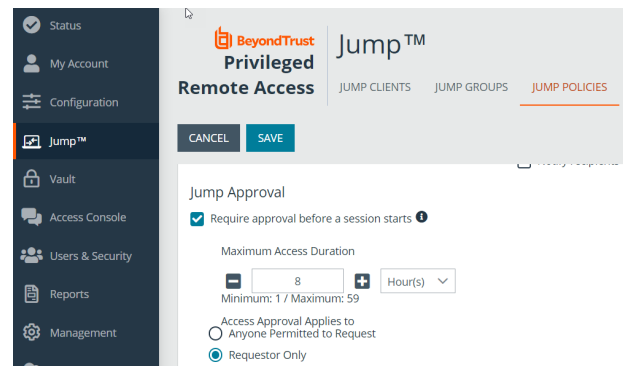 Status
My Account
Configuration
Jump™
Vault
Access Console
Users & Security
Reports
Management
BeyondTrust
Privileged
Remote Access
Jump™
JUMP CLIENTS JUMP GROUPS JUMP POLICIES
CANCEL SAVE
Jump Approval
Require approval before a session starts
Maximum Access Duration
8 Hour(s)
Minimum: 1 / Maximum: 59
Access Approval Applies to
Anyone Permitted to Request
Requestor Only